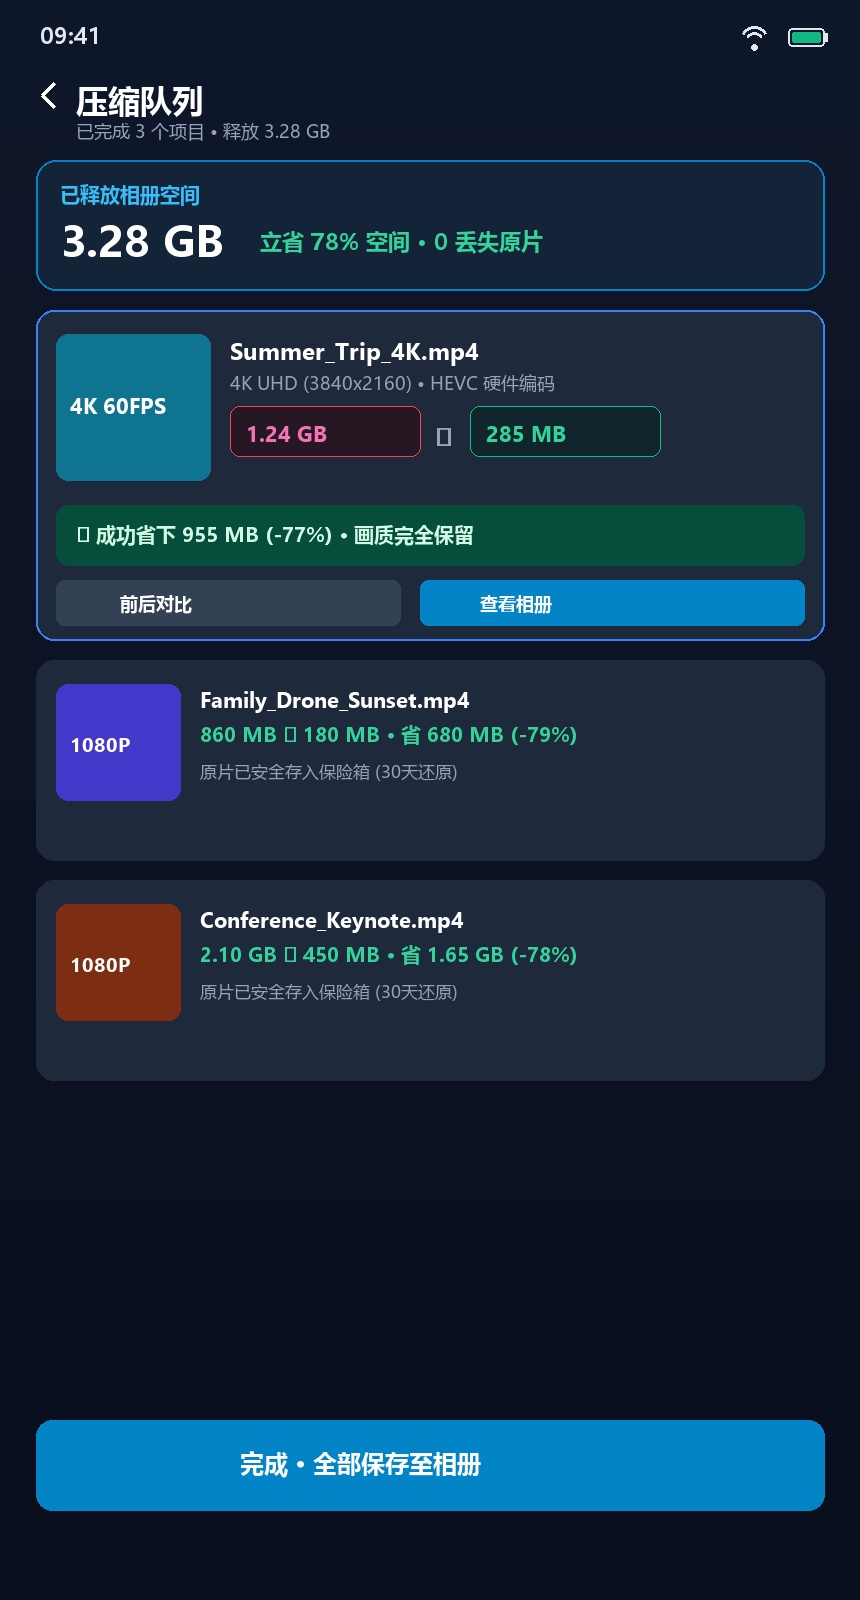 09:41
压缩队列
已完成 3 个项目 • 释放 3.28 GB
已释放相册空间
3.28 GB
立省 78% 空间 • 0 丢失原片
4K 60FPS
Summer_Trip_4K.mp4
4K UHD (3840x2160) • HEVC 硬件编码
1.24 GB ▯ 285 MB
▯ 成功省下 955 MB (-77%) • 画质完全保留
前后对比
查看相册
1080P
Family_Drone_Sunset.mp4
860 MB ▯ 180 MB • 省 680 MB (-79%)
原片已安全存入保险箱 (30天还原)
1080P
Conference_Keynote.mp4
2.10 GB ▯ 450 MB • 省 1.65 GB (-78%)
原片已安全存入保险箱 (30天还原)
完成 • 全部保存至相册